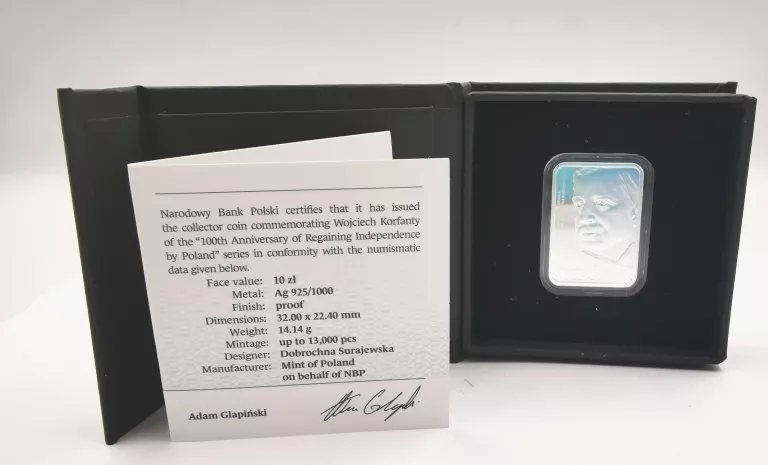 Narodowy Bank Polski certifies that it has issued
the collector coin commemorating Wojciech Korfanty
of the “100th Anniversary of Regaining Independence
by Poland” series in conformity with the numismatic
data given below.
Face value: 10 zł
Metal: Ag 925/1000
Finish: proof
Dimensions: 32.00 x 22.40 mm
Weight: 14.14 g
Mintage: up to 13,000 pcs
Designer: Dobrochna Surajewska
Manufacturer: Mint of Poland
on behalf of NBP
Adam Glapiński